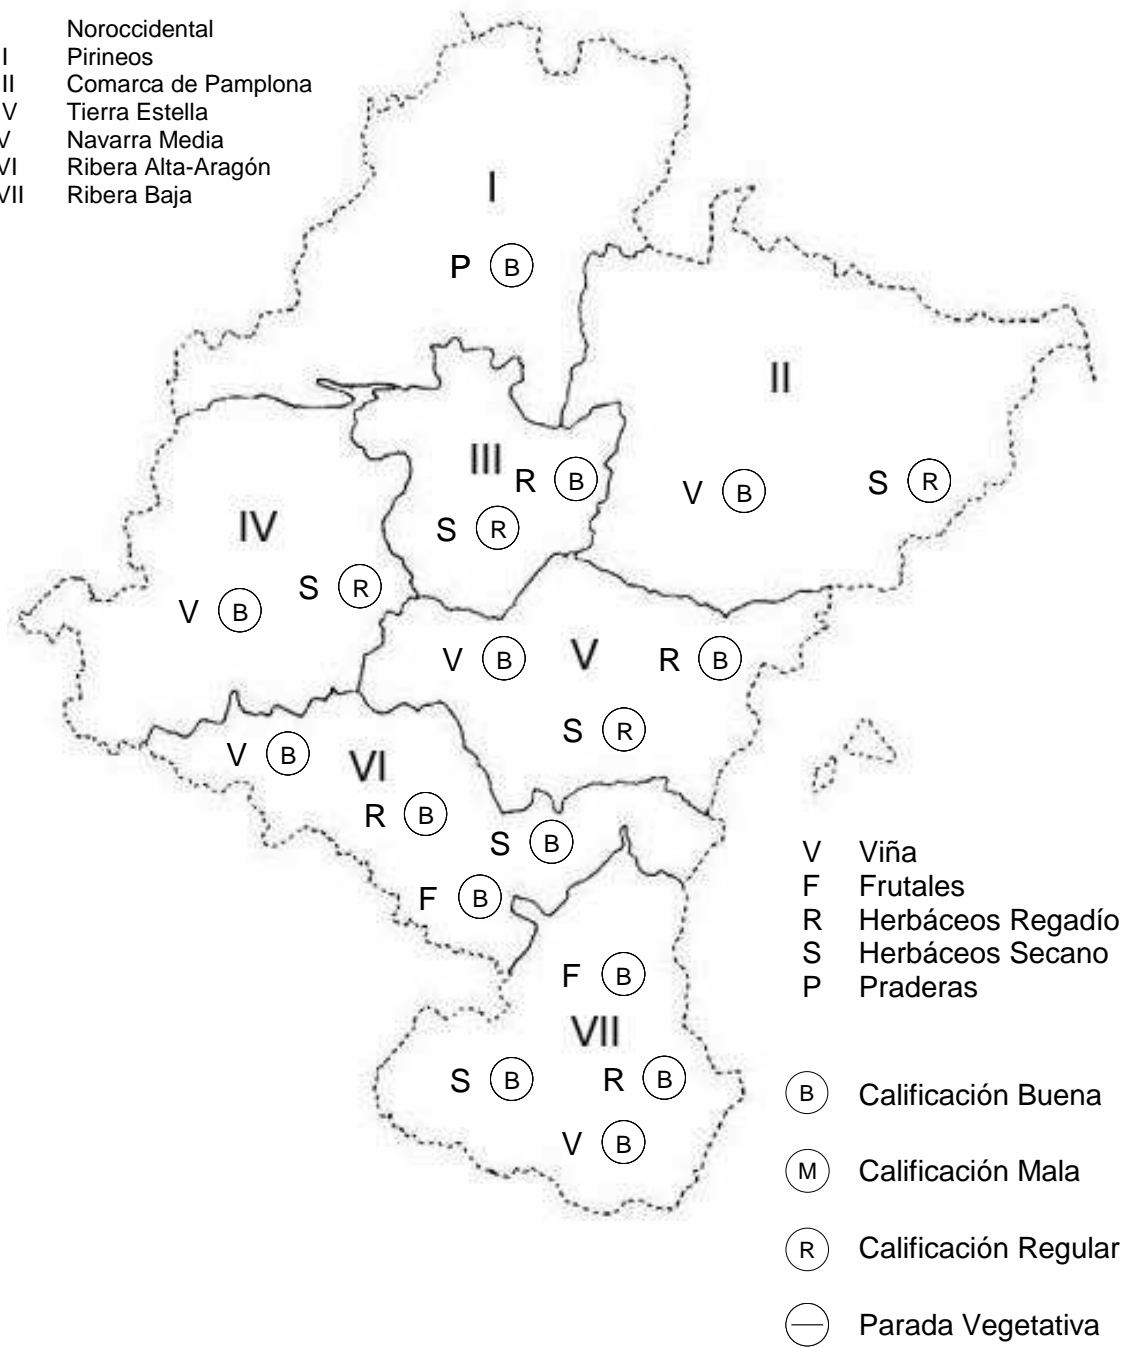 Noroccidental
I Pirineos
II Comarca de Pamplona
V Tierra Estella
V Navarra Media
VI Ribera Alta-Aragón
VII Ribera Baja
I
P B
II
V B S R
III
R B
S R
IV
S R
V B
V
V B R B
S R
VI
V B
R B
S B
F B
F B
VII
S B R B
V B
V Viña
F Frutales
R Herbáceos Regadío
S Herbáceos Secano
P Praderas
B Calificación Buena
M Calificación Mala
R Calificación Regular
Parada Vegetativa